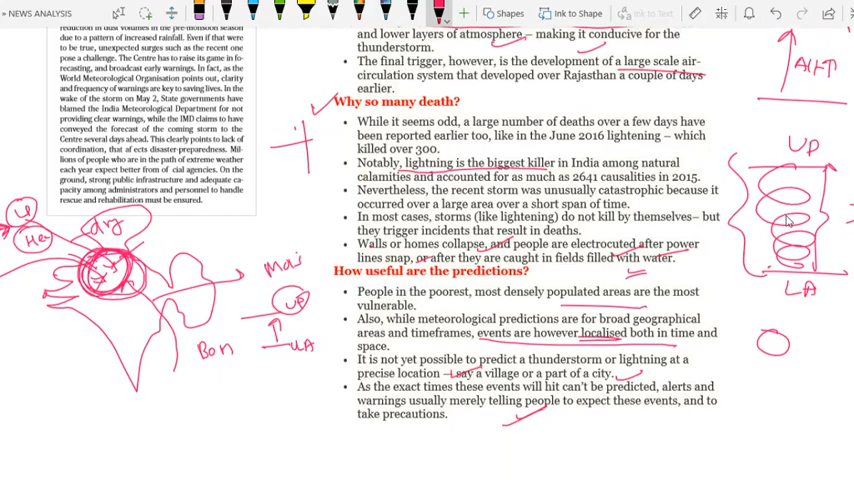 » NEWS ANALYSIS
Shapes
Ink to Shape
Ink to Text
reduction in total volumes in the pre-monsoon season
due to a pattern of increased rainfall. Even if that were
to be true, unexpected surges such as the recent one
pose a challenge. The Centre has to raise its game in fo-
recasting, and broadcast early warnings. In fact, as the
World Meteorological Organisation points out, clarity
and frequency of warnings are key to saving lives. In the
wake of the storm on May 2, State governments have
blamed the India Meteorological Department for not
providing clear warnings, while the IMD claims to have
conveyed the forecast of the coming storm to the
Centre several days ahead. This clearly points to lack of
coordination, that affects disaster-preparedness. Mil-
lions of people who are in the path of extreme weather
each year expect better from official agencies. On the
ground, strong public infrastructure and adequate ca-
pacity among administrators and personnel to handle
rescue and rehabilitation must be ensured.
and lower layers of atmosphere – making it conducive for the
thunderstorm.
• The final trigger, however, is the development of a large scale air-
circulation system that developed over Rajasthan a couple of days
earlier.
Why so many death?
• While it seems odd, a large number of deaths over a few days have
been reported earlier too, like in the June 2016 lightening – which
killed over 300.
• Notably, lightning is the biggest killer in India among natural
calamities and accounted for as much as 2641 causalities in 2015.
• Nevertheless, the recent storm was unusually catastrophic because it
occurred over a large area over a short span of time.
• In most cases, storms (like lightening) do not kill by themselves– but
they trigger incidents that result in deaths.
• Walls or homes collapse, and people are electrocuted after power
lines snap, or after they are caught in fields filled with water.
How useful are the predictions?
• People in the poorest, most densely populated areas are the most
vulnerable.
• Also, while meteorological predictions are for broad geographical
areas and timeframes, events are however localised both in time and
space.
• It is not yet possible to predict a thunderstorm or lightning at a
precise location – say a village or a part of a city.
• As the exact times these events will hit can't be predicted, alerts and
warnings usually merely telling people to expect these events, and to
take precautions.
UP
LA
dry
LP
UP
UA